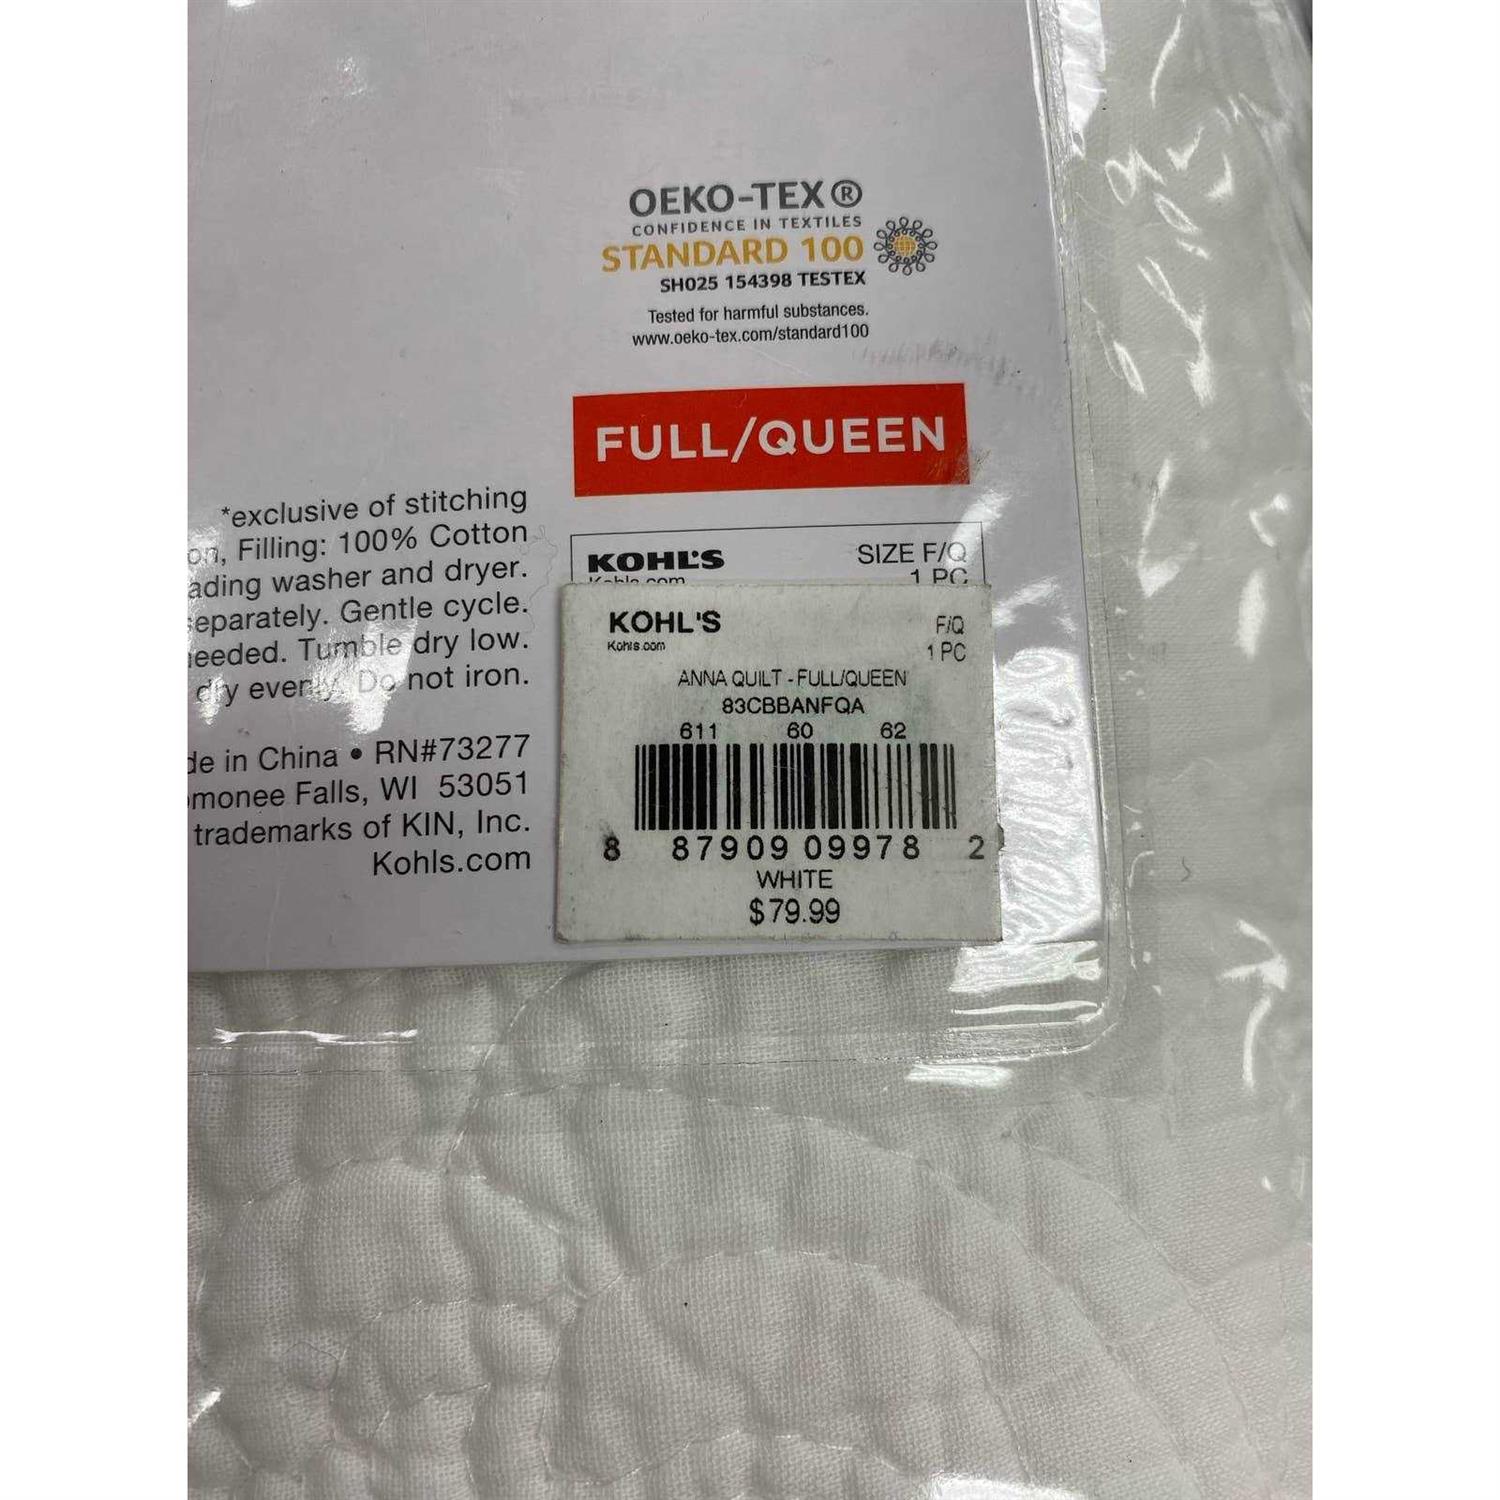 OEKO-TEX®
CONFIDENCE IN TEXTILES
STANDARD 100
SH025 154398 TESTEX
Tested for harmful substances.
www.oeko-tex.com/standard100
FULL/QUEEN
*exclusive of stitching
on, Filling: 100% Cotton
ading washer and dryer.
eparately. Gentle cycle.
eeded. Tumble dry low.
dry evenly. Do not iron.
de in China • RN#73277
monee Falls, WI 53051
trademarks of KIN, Inc.
Kohls.com
KOHL'S SIZE F/Q
Kohls.com 1 PC
KOHL'S F/Q
Kohls.com 1 PC
ANNA QUILT - FULL/QUEEN
83CBBANFQA
611 60 62
8 87909 09978 2
WHITE
$79.99